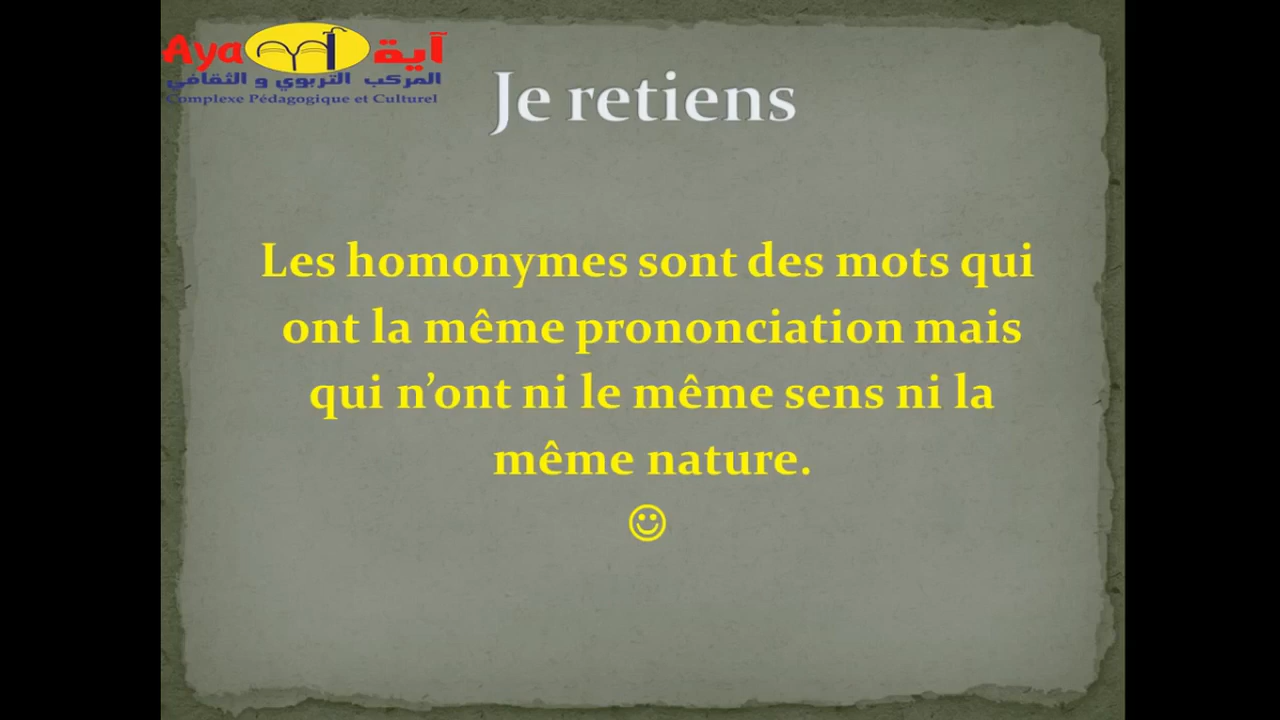 Aya آية
المركب التربوي و الثقافي
Complexe Pédagogique et Culturel
Je retiens
Les homonymes sont des mots qui
ont la même prononciation mais
qui n’ont ni le même sens ni la
même nature.
☺